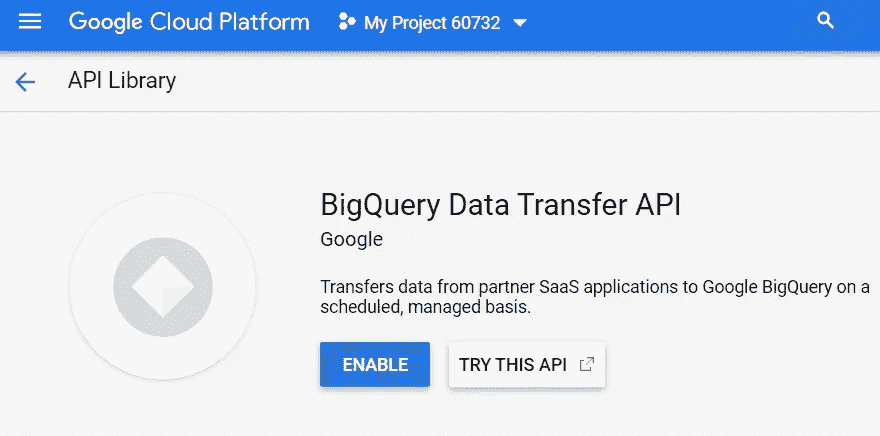 Google Cloud Platform My Project 60732
API Library
BigQuery Data Transfer API
Google
Transfers data from partner SaaS applications to Google BigQuery on a
scheduled, managed basis.
ENABLE TRY THIS API